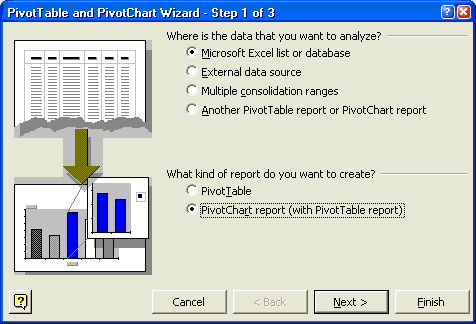 PivotTable and PivotChart Wizard - Step 1 of 3
Where is the data that you want to analyze?
Microsoft Excel list or database
External data source
Multiple consolidation ranges
Another PivotTable report or PivotChart report
What kind of report do you want to create?
PivotTable
PivotChart report (with PivotTable report)
?
Cancel
< Back
Next >
Finish